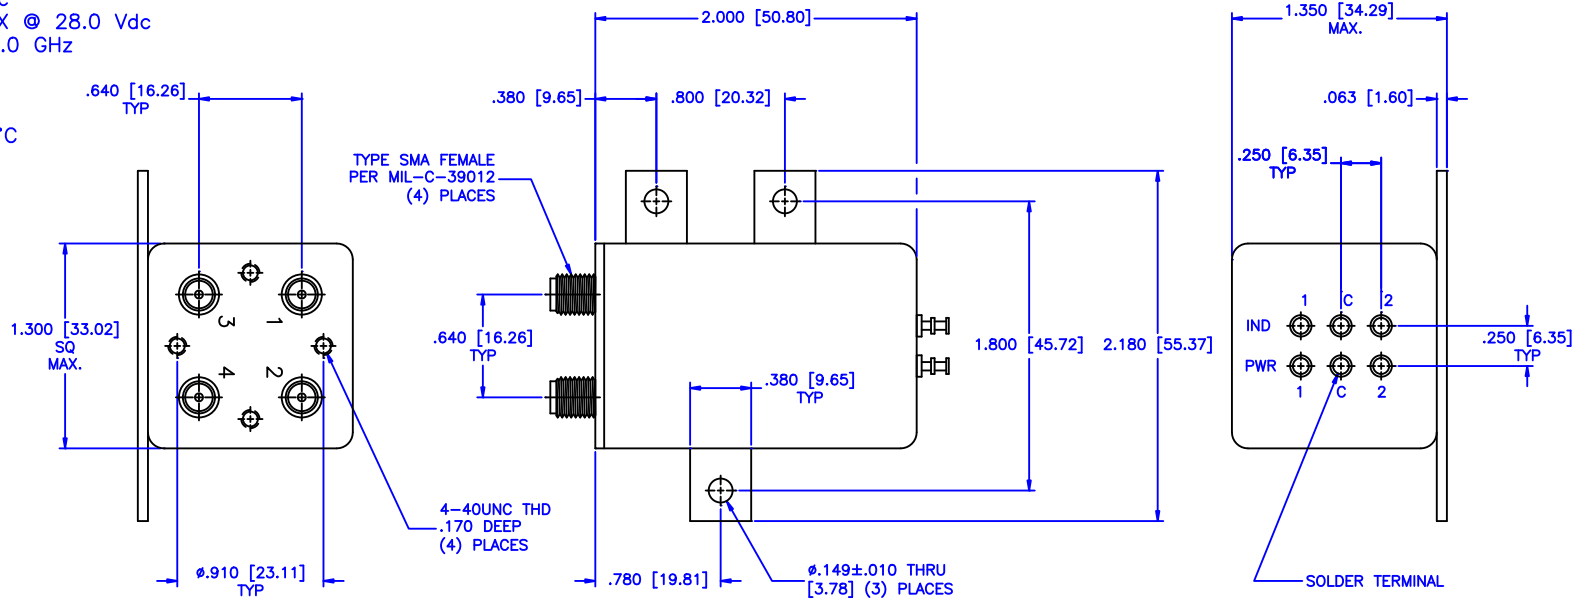 X @ 28.0 Vdc
.0 GHz
°C
.640 [16.26]
TYP
1.300 [33.02]
SQ
MAX.
3
1
4
2
ø.910 [23.11]
TYP
4-40UNC THD
.170 DEEP
(4) PLACES
TYPE SMA FEMALE
PER MIL-C-39012
(4) PLACES
2.000 [50.80]
.380 [9.65]
.800 [20.32]
.640 [16.26]
TYP
.380 [9.65]
TYP
1.800 [45.72]
2.180 [55.37]
.780 [19.81]
ø.149±.010 THRU
[3.78] (3) PLACES
1.350 [34.29]
MAX.
.063 [1.60]
.250 [6.35]
TYP
1 C 2
IND
PWR
1 C 2
.250 [6.35]
TYP
SOLDER TERMINAL